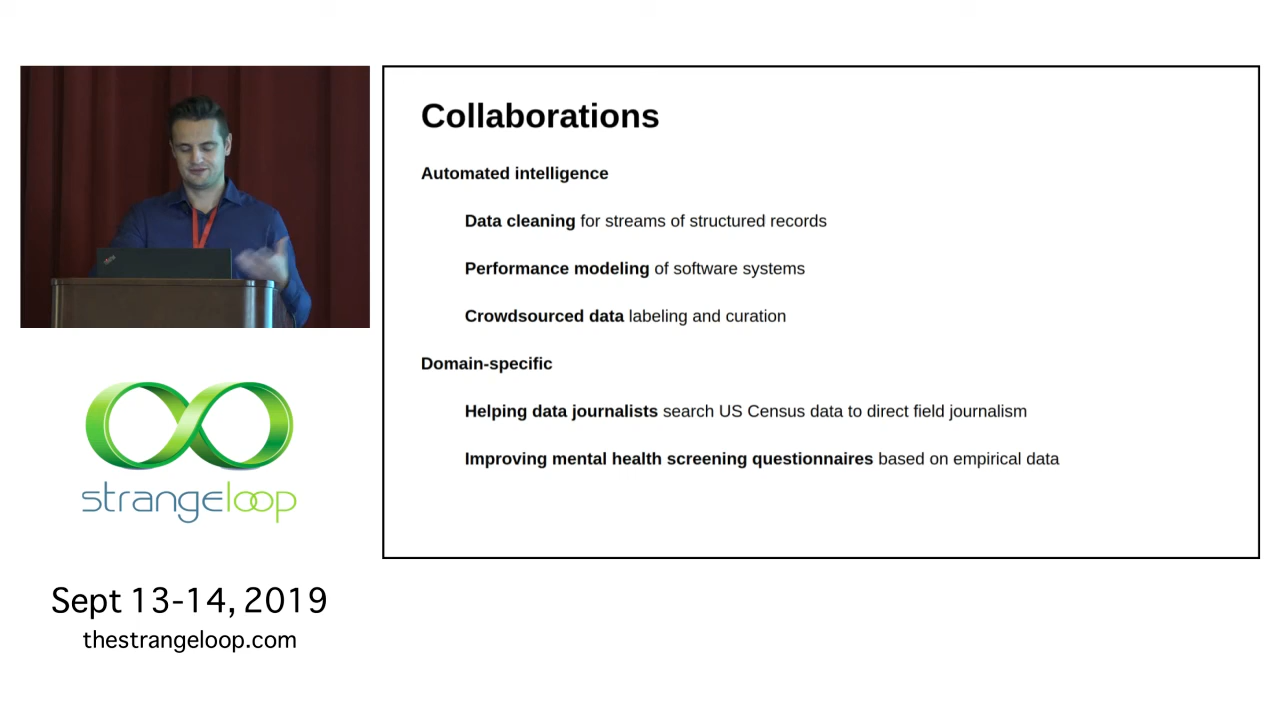 Collaborations
Automated intelligence
Data cleaning for streams of structured records
Performance modeling of software systems
Crowdsourced data labeling and curation
Domain-specific
Helping data journalists search US Census data to direct field journalism
Improving mental health screening questionnaires based on empirical data
strangeloop
Sept 13-14, 2019
thestrangeloop.com